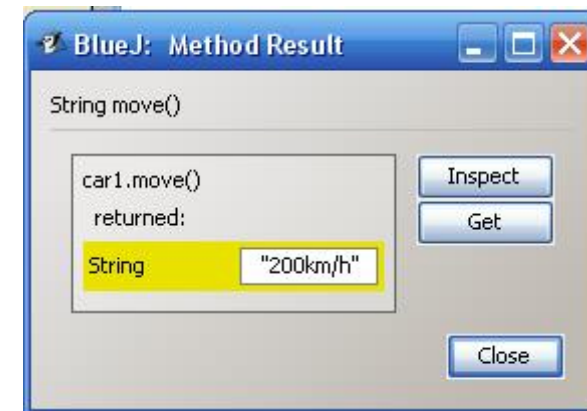 BlueJ: Method Result
String move()
car1.move()
returned:
String "200km/h"
Inspect
Get
Close